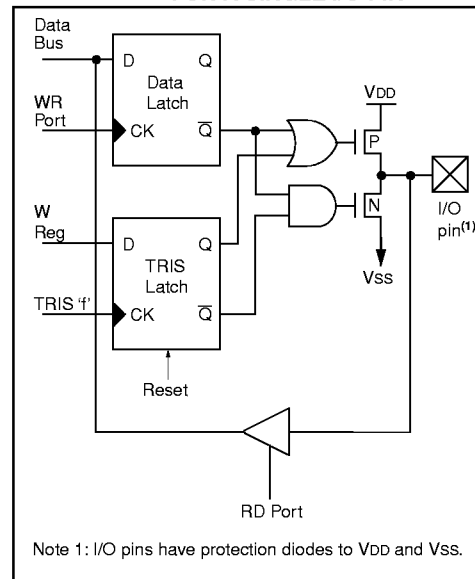 Data
Bus
D
Q
Data
Latch
WR
Port
CK
Q
VDD
P
N
I/O
pin(1)
VSS
W
Reg
D
Q
TRIS
Latch
TRIS 'f'
CK
Q
Reset
RD Port
Note 1: I/O pins have protection diodes to VDD and VSS.